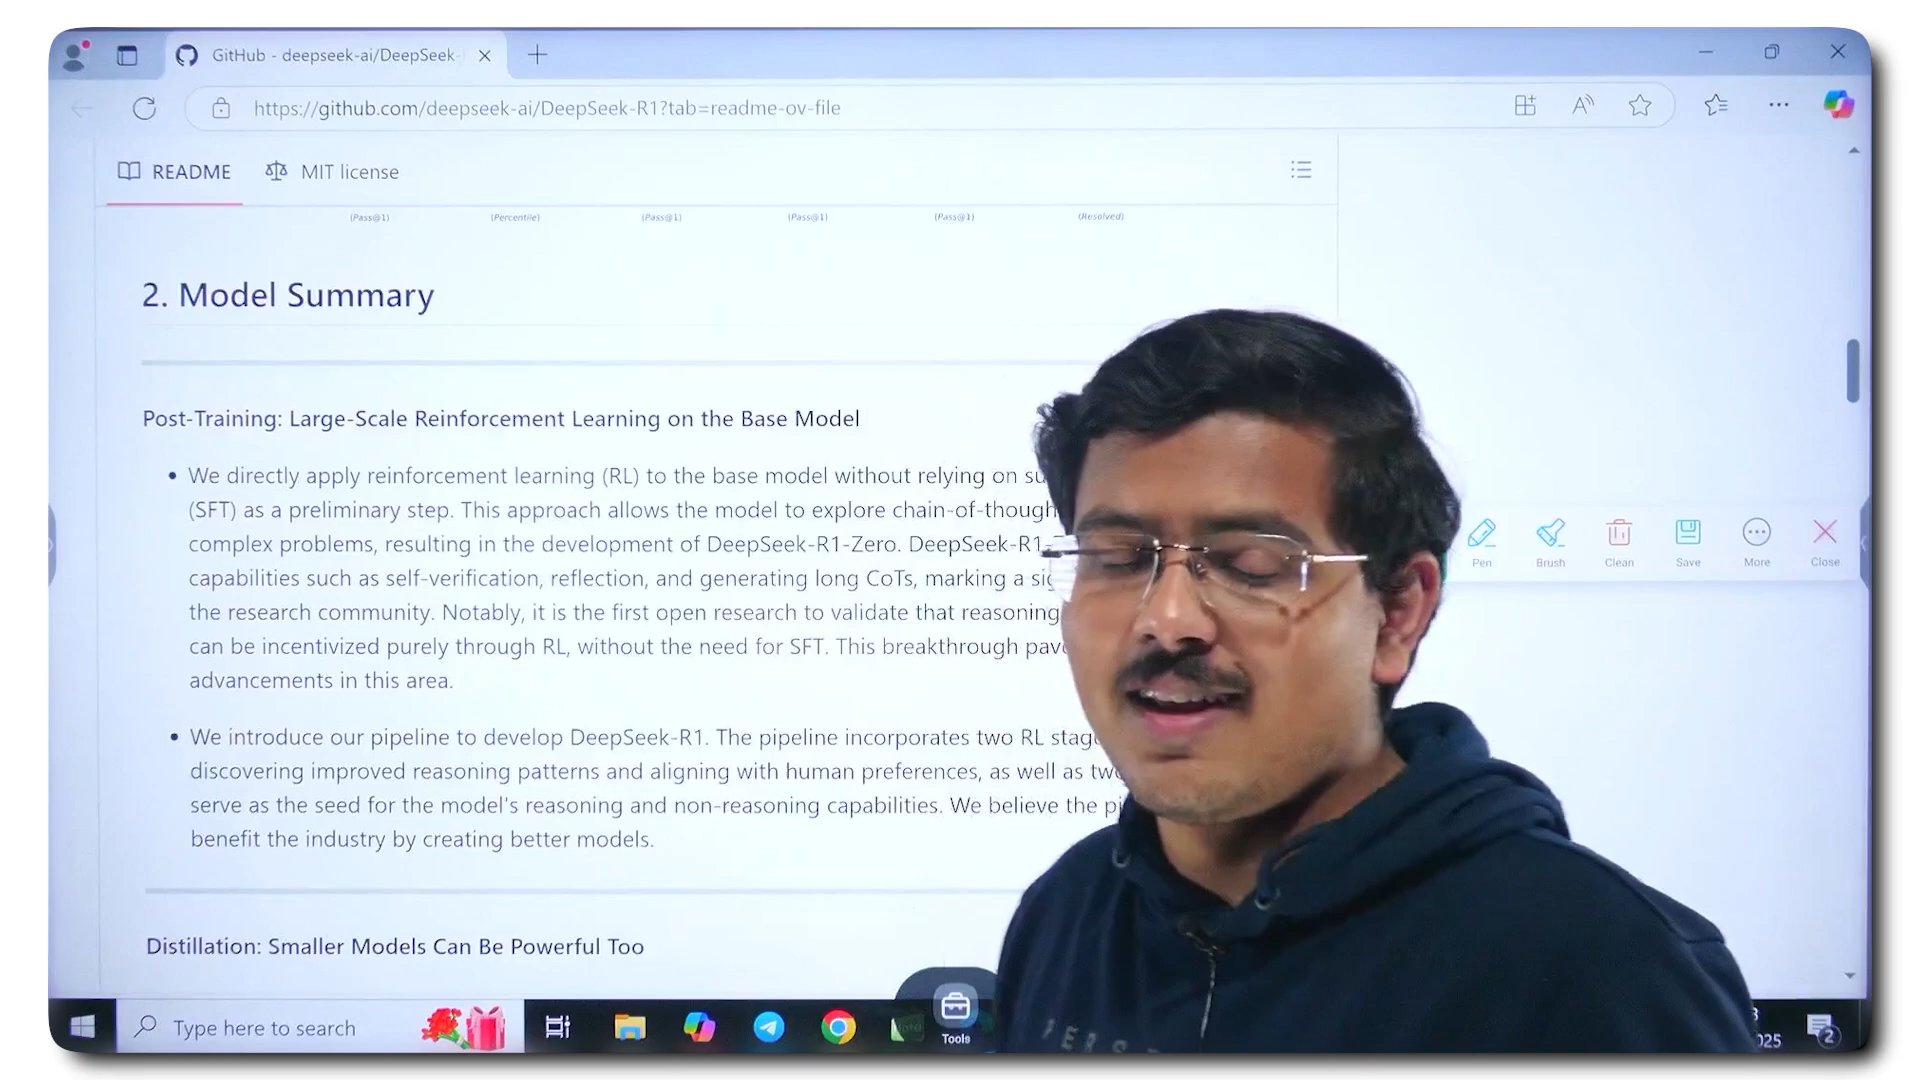 GitHub - deepseek-ai/DeepSeek-
https://github.com/deepseek-ai/DeepSeek-R1?tab=readme-ov-file
README
MIT license
(Pass@1) (Percentile) (Pass@1) (Pass@1) (Pass@1) (Resolved)
2. Model Summary
Post-Training: Large-Scale Reinforcement Learning on the Base Model
• We directly apply reinforcement learning (RL) to the base model without relying on su
(SFT) as a preliminary step. This approach allows the model to explore chain-of-though
complex problems, resulting in the development of DeepSeek-R1-Zero. DeepSeek-R1-
capabilities such as self-verification, reflection, and generating long CoTs, marking a sig
the research community. Notably, it is the first open research to validate that reasoning
can be incentivized purely through RL, without the need for SFT. This breakthrough pav
advancements in this area.
• We introduce our pipeline to develop DeepSeek-R1. The pipeline incorporates two RL stag
discovering improved reasoning patterns and aligning with human preferences, as well as two
serve as the seed for the model's reasoning and non-reasoning capabilities. We believe the pi
benefit the industry by creating better models.
Distillation: Smaller Models Can Be Powerful Too
Pen Brush Clean Save More Close
Type here to search
Tools
PERS
025
2